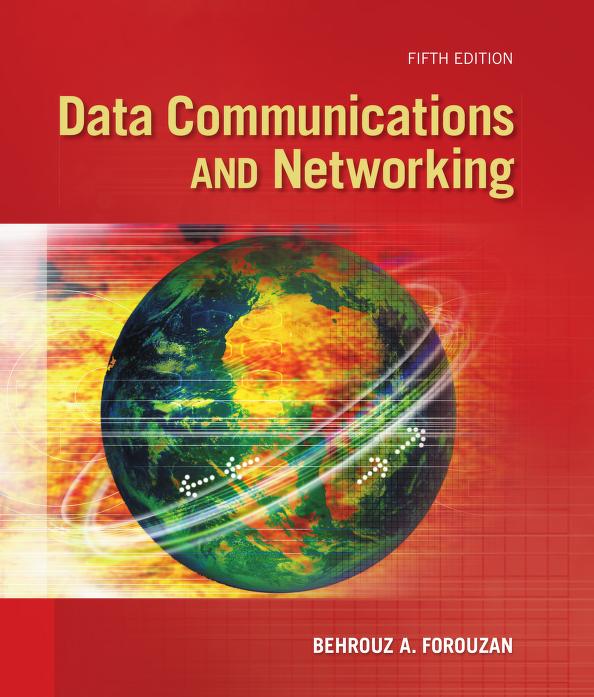 FIFTH EDITION
Data Communications
AND Networking
BEHROUZ A. FOROUZAN